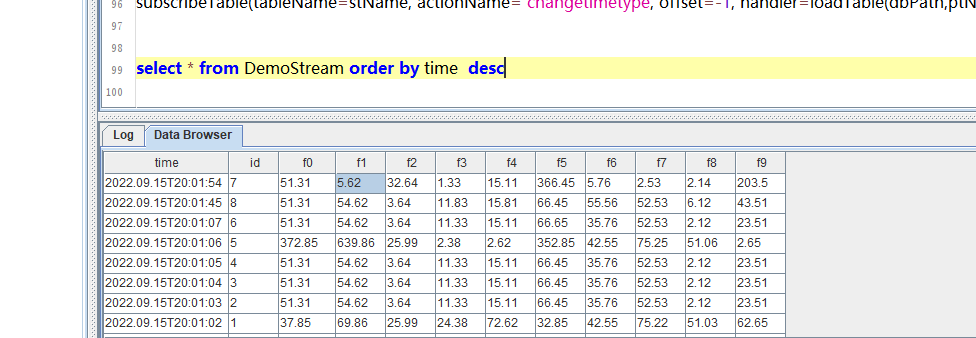 96 subscribeTable(tableName=stName, actionName=`changetimetype, offset=-1, handler=loadTable(dbPath,ptN
97
98
99 select * from DemoStream order by time  desc
100
Log Data Browser
time id f0 f1 f2 f3 f4 f5 f6 f7 f8 f9
2022.09.15T20:01:54 7 51.31 5.62 32.64 1.33 15.11 366.45 5.76 2.53 2.14 203.5
2022.09.15T20:01:45 8 51.31 54.62 3.64 11.83 15.81 66.45 55.56 52.53 6.12 43.51
2022.09.15T20:01:07 6 51.31 54.62 3.64 11.33 15.11 66.65 35.76 52.53 2.12 23.51
2022.09.15T20:01:06 5 372.85 639.86 25.99 2.38 2.62 352.85 42.55 75.25 51.06 2.65
2022.09.15T20:01:05 4 51.31 54.62 3.64 11.33 15.11 66.45 35.76 52.53 2.12 23.51
2022.09.15T20:01:04 3 51.31 54.62 3.64 11.33 15.11 66.45 35.76 52.53 2.12 23.51
2022.09.15T20:01:03 2 51.31 54.62 3.64 11.33 15.11 66.45 35.76 52.53 2.12 23.51
2022.09.15T20:01:02 1 37.85 69.86 25.99 24.38 72.62 32.85 42.55 75.22 51.03 62.65